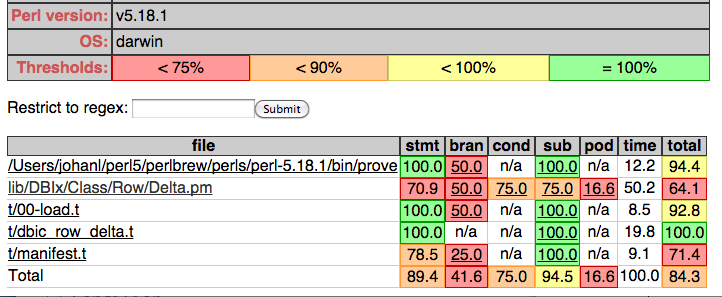 Perl version: v5.18.1
OS: darwin
Thresholds: < 75% < 90% < 100% = 100%
Restrict to regex: Submit
file stmt bran cond sub pod time total
/Users/johanl/perl5/perlbrew/perls/perl-5.18.1/bin/prove 100.0 50.0 n/a 100.0 n/a 12.2 94.4
lib/DBIx/Class/Row/Delta.pm 70.9 50.0 75.0 75.0 16.6 50.2 64.1
t/00-load.t 100.0 50.0 n/a 100.0 n/a 8.5 92.8
t/dbic_row_delta.t 100.0 n/a n/a 100.0 n/a 19.8 100.0
t/manifest.t 78.5 25.0 n/a 100.0 n/a 9.1 71.4
Total 89.4 41.6 75.0 94.5 16.6 100.0 84.3